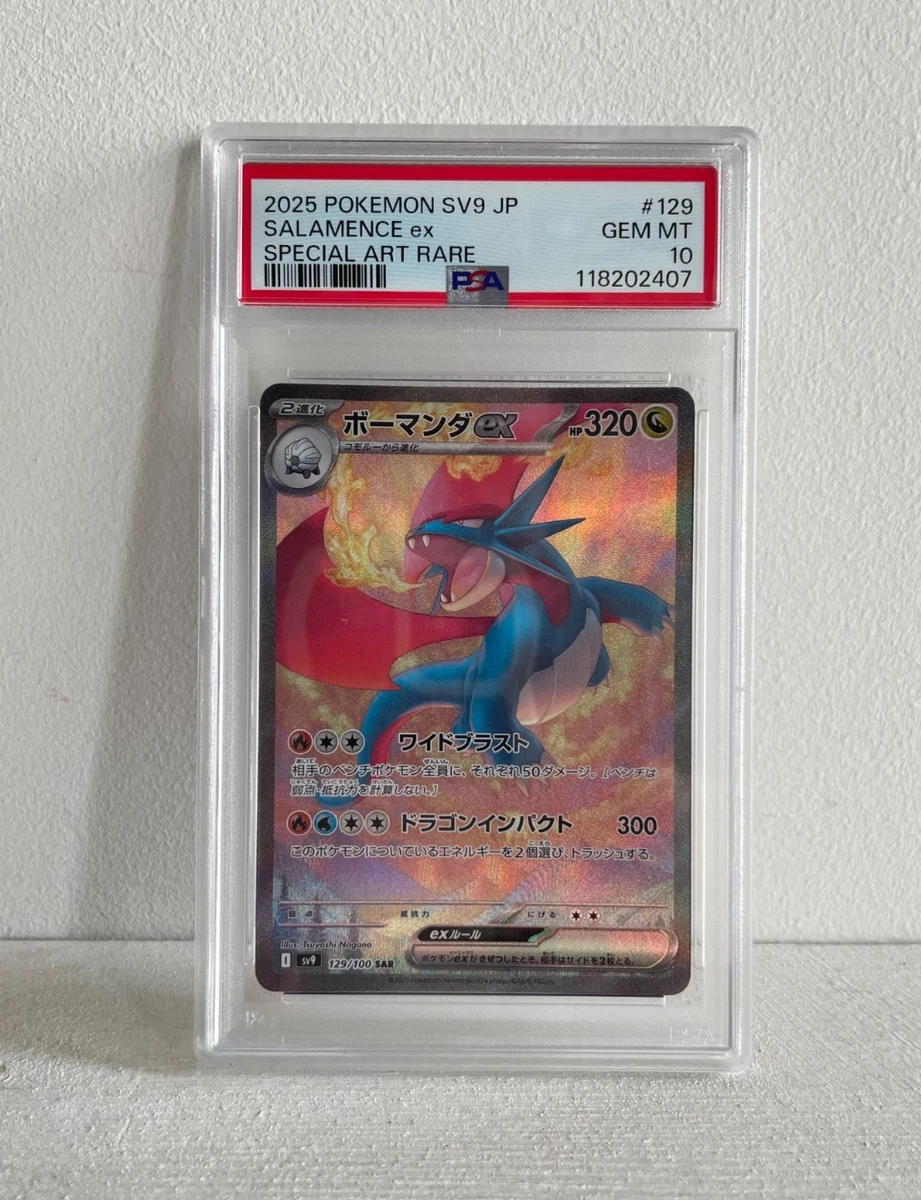 2025 POKEMON SV9 JP #129
SALAMENCE ex GEM MT
SPECIAL ART RARE 10
PSA 118202407
2進化 ボーマンダex HP320
コモルーから進化
ワイドブラスト
相手のベンチポケモン全員に、それぞれ50ダメージ。[ベンチは
弱点・抵抗力を計算しない。]
ドラゴンインパクト 300
このポケモンについているエネルギーを2個選び、トラッシュする。
弱点 抵抗力 にげる
Illus. Tsuyoshi Nagano
exルール
ポケモンexがきぜつしたとき、相手はサイドを2枚とる。
I SV9 129/100 SAR